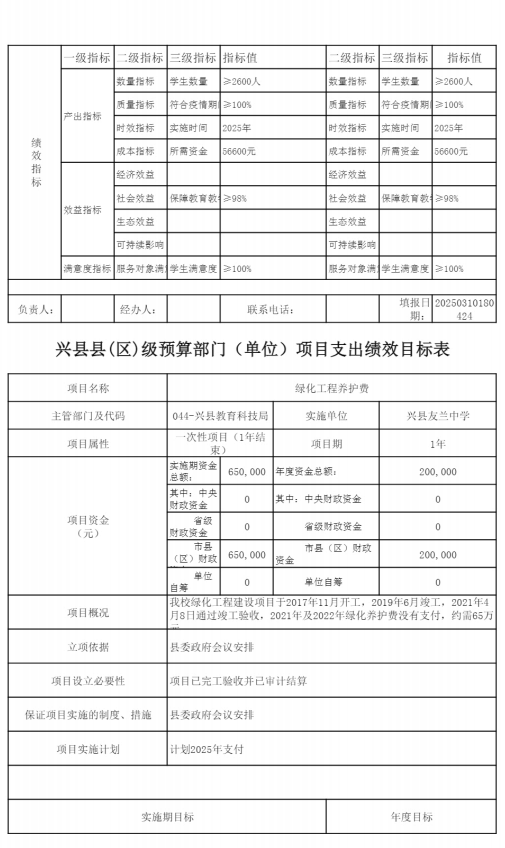 一级指标 二级指标 三级指标 指标值 二级指标 三级指标 指标值
绩效指标
产出指标
数量指标 学生数量 ≥2600人 数量指标 学生数量 ≥2600人
质量指标 符合疫情期 ≥100% 质量指标 符合疫情期 ≥100%
时效指标 实施时间 2025年 时效指标 实施时间 2025年
成本指标 所需资金 56600元 成本指标 所需资金 56600元
效益指标
经济效益 经济效益
社会效益 保障教育教 ≥98% 社会效益 保障教育教 ≥98%
生态效益 生态效益
可持续影响 可持续影响
满意度指标 服务对象满 学生满意度 ≥100% 服务对象满 学生满意度 ≥100%
负责人: 经办人: 联系电话: 填报日期: 20250310180424
兴县县(区)级预算部门（单位）项目支出绩效目标表
项目名称 绿化工程养护费
主管部门及代码 044-兴县教育科技局 实施单位 兴县友兰中学
项目属性 一次性项目（1年结束） 项目期 1年
项目资金（元）
实施期资金总额: 650,000 年度资金总额: 200,000
其中: 中央财政资金 0 其中: 中央财政资金 0
省级财政资金 0 省级财政资金 0
市县（区）财政 650,000 市县（区）财政资金 200,000
单位自筹 0 单位自筹 0
项目概况 我校绿化工程建设项目于2017年11月开工, 2019年6月竣工, 2021年4
月8日通过竣工验收, 2021年及2022年绿化养护费没有支付, 约需65万
元
立项依据 县委政府会议安排
项目设立必要性 项目已完工验收并已审计结算
保证项目实施的制度、措施 县委政府会议安排
项目实施计划 计划2025年支付
实施期目标 年度目标